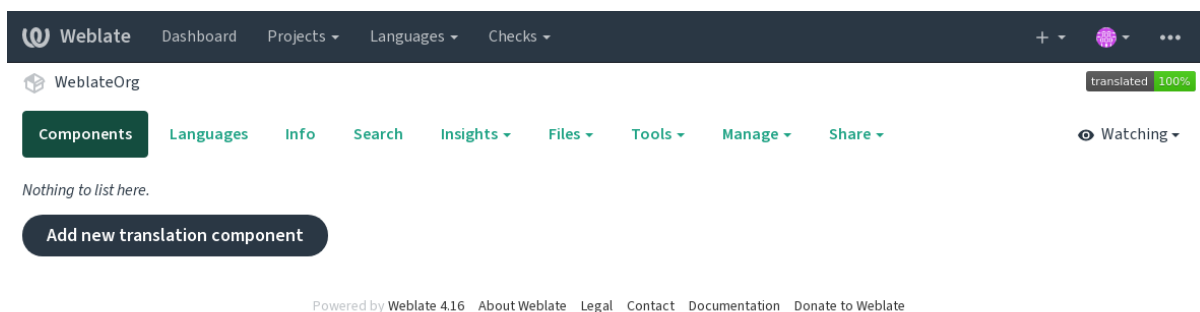 Weblate Dashboard Projects Languages Checks
WeblateOrg translated 100%
Components Languages Info Search Insights Files Tools Manage Share Watching
Nothing to list here.
Add new translation component
Powered by Weblate 4.16 About Weblate Legal Contact Documentation Donate to Weblate